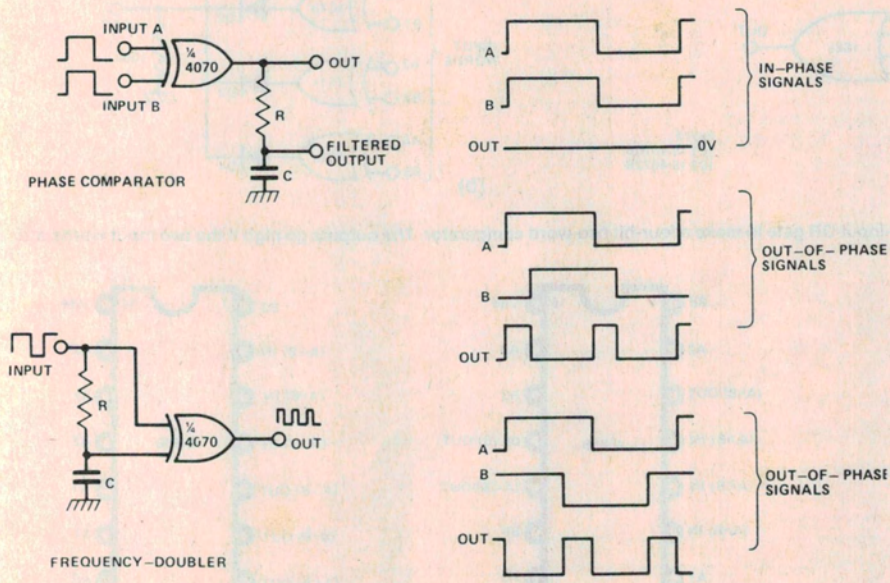 INPUT A
¼
4070
INPUT B
OUT
R
FILTERED
OUTPUT
C
PHASE COMPARATOR
A
B
OUT
0V
IN-PHASE
SIGNALS
A
B
OUT
OUT-OF-PHASE
SIGNALS
INPUT
R
¼
4070
OUT
C
FREQUENCY-DOUBLER
A
B
OUT
OUT-OF-PHASE
SIGNALS